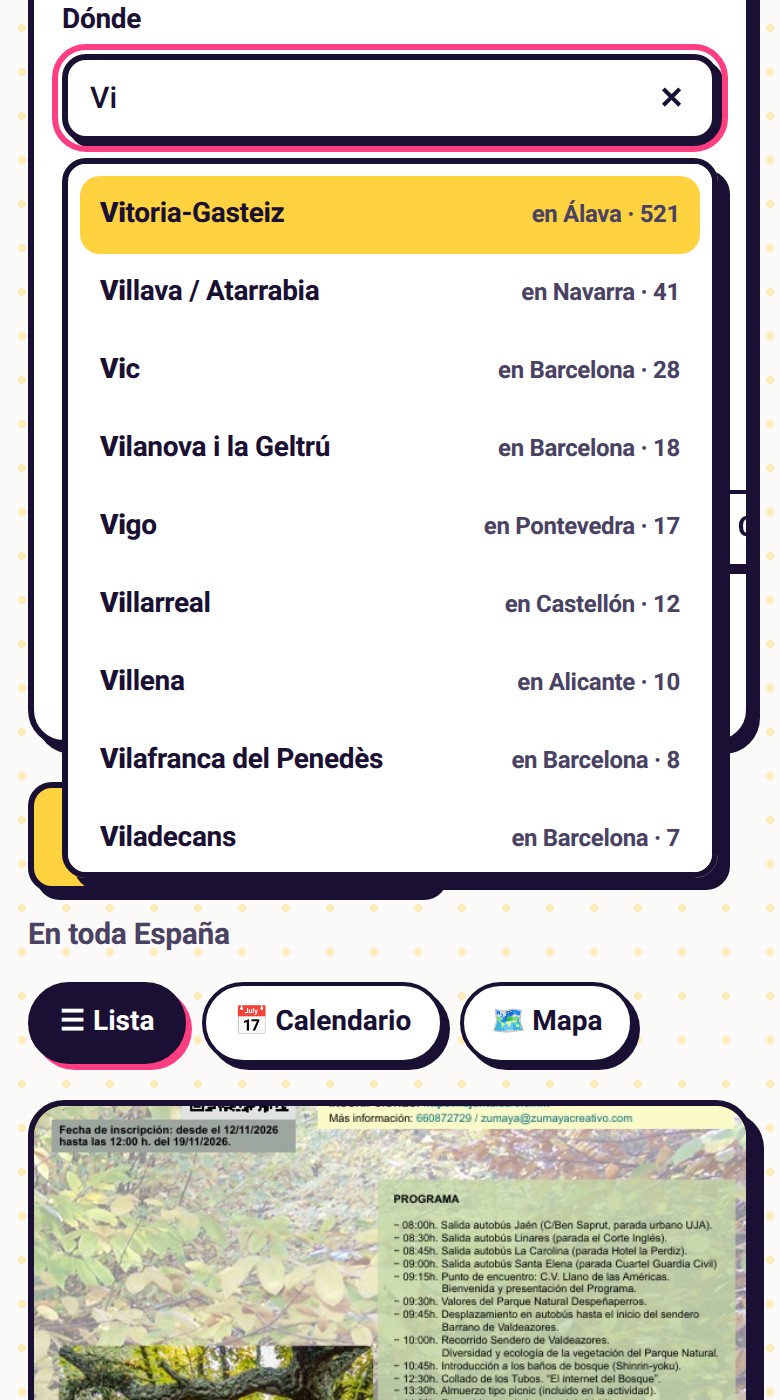 Dónde
Vi ✕
Vitoria-Gasteiz en Álava · 521
Villava / Atarrabia en Navarra · 41
Vic en Barcelona · 28
Vilanova i la Geltrú en Barcelona · 18
Vigo en Pontevedra · 17
Villarreal en Castellón · 12
Villena en Alicante · 10
Vilafranca del Penedès en Barcelona · 8
Viladecans en Barcelona · 7
En toda España
☰ Lista
July 17 Calendario
Mapa
Más información: 660872729 / zumaya@zumayacreativo.com
Fecha de inscripción: desde el 12/11/2026
hasta las 12:00 h. del 19/11/2026.
PROGRAMA
– 08:00h. Salida autobús Jaén (C/Ben Saprut, parada urbano UJA).
– 08:30h. Salida autobús Linares (parada el Corte Inglés).
– 08:45h. Salida autobús La Carolina (parada Hotel la Perdiz).
– 09:00h. Salida autobús Santa Elena (parada Cuartel Guardia Civil)
– 09:15h. Punto de encuentro: C.V. Llano de las Américas.
Bienvenida y presentación del Programa.
– 09:30h. Valores del Parque Natural Despeñaperros.
– 09:45h. Desplazamiento en autobús hasta el inicio del sendero
Barrano de Valdeazores.
– 10:00h. Recorrido Sendero de Valdeazores.
Diversidad y ecología de la vegetación del Parque Natural.
– 10:45h. Introducción a los baños de bosque (Shinrin-yoku).
– 12:30h. Collado de los Tubos. "El internet del Bosque".
– 13:30h. Almuerzo tipo picnic (incluido en la actividad).